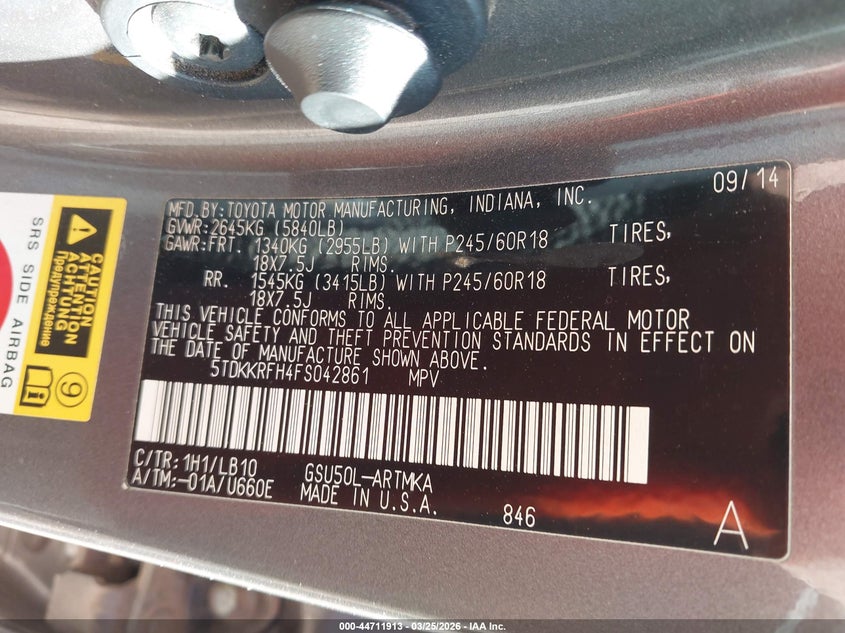 MFD.BY:TOYOTA MOTOR MANUFACTURING, INDIANA, INC. 09/14
GVWR:2645KG (5840LB)
GAWR:FRT. 1340KG (2955LB) WITH P245/60R18 TIRES,
18X7.5J RIMS.
RR. 1545KG (3415LB) WITH P245/60R18 TIRES,
18X7.5J RIMS.
THIS VEHICLE CONFORMS TO ALL APPLICABLE FEDERAL MOTOR
VEHICLE SAFETY AND THEFT PREVENTION STANDARDS IN EFFECT ON
THE DATE OF MANUFACTURE SHOWN ABOVE.
5TDKKRFH4FS042861 MPV
C/TR:1H1/LB10 GSU50L-ARTMKA
A/TM:-01A/U660E MADE IN U.S.A. 846 A
CAUTION
ATTENTION
ACHTUNG
Предупреждение
SRS SIDE AIRBAG
9
000-44711913 - 03/25/2026 - IAA Inc.